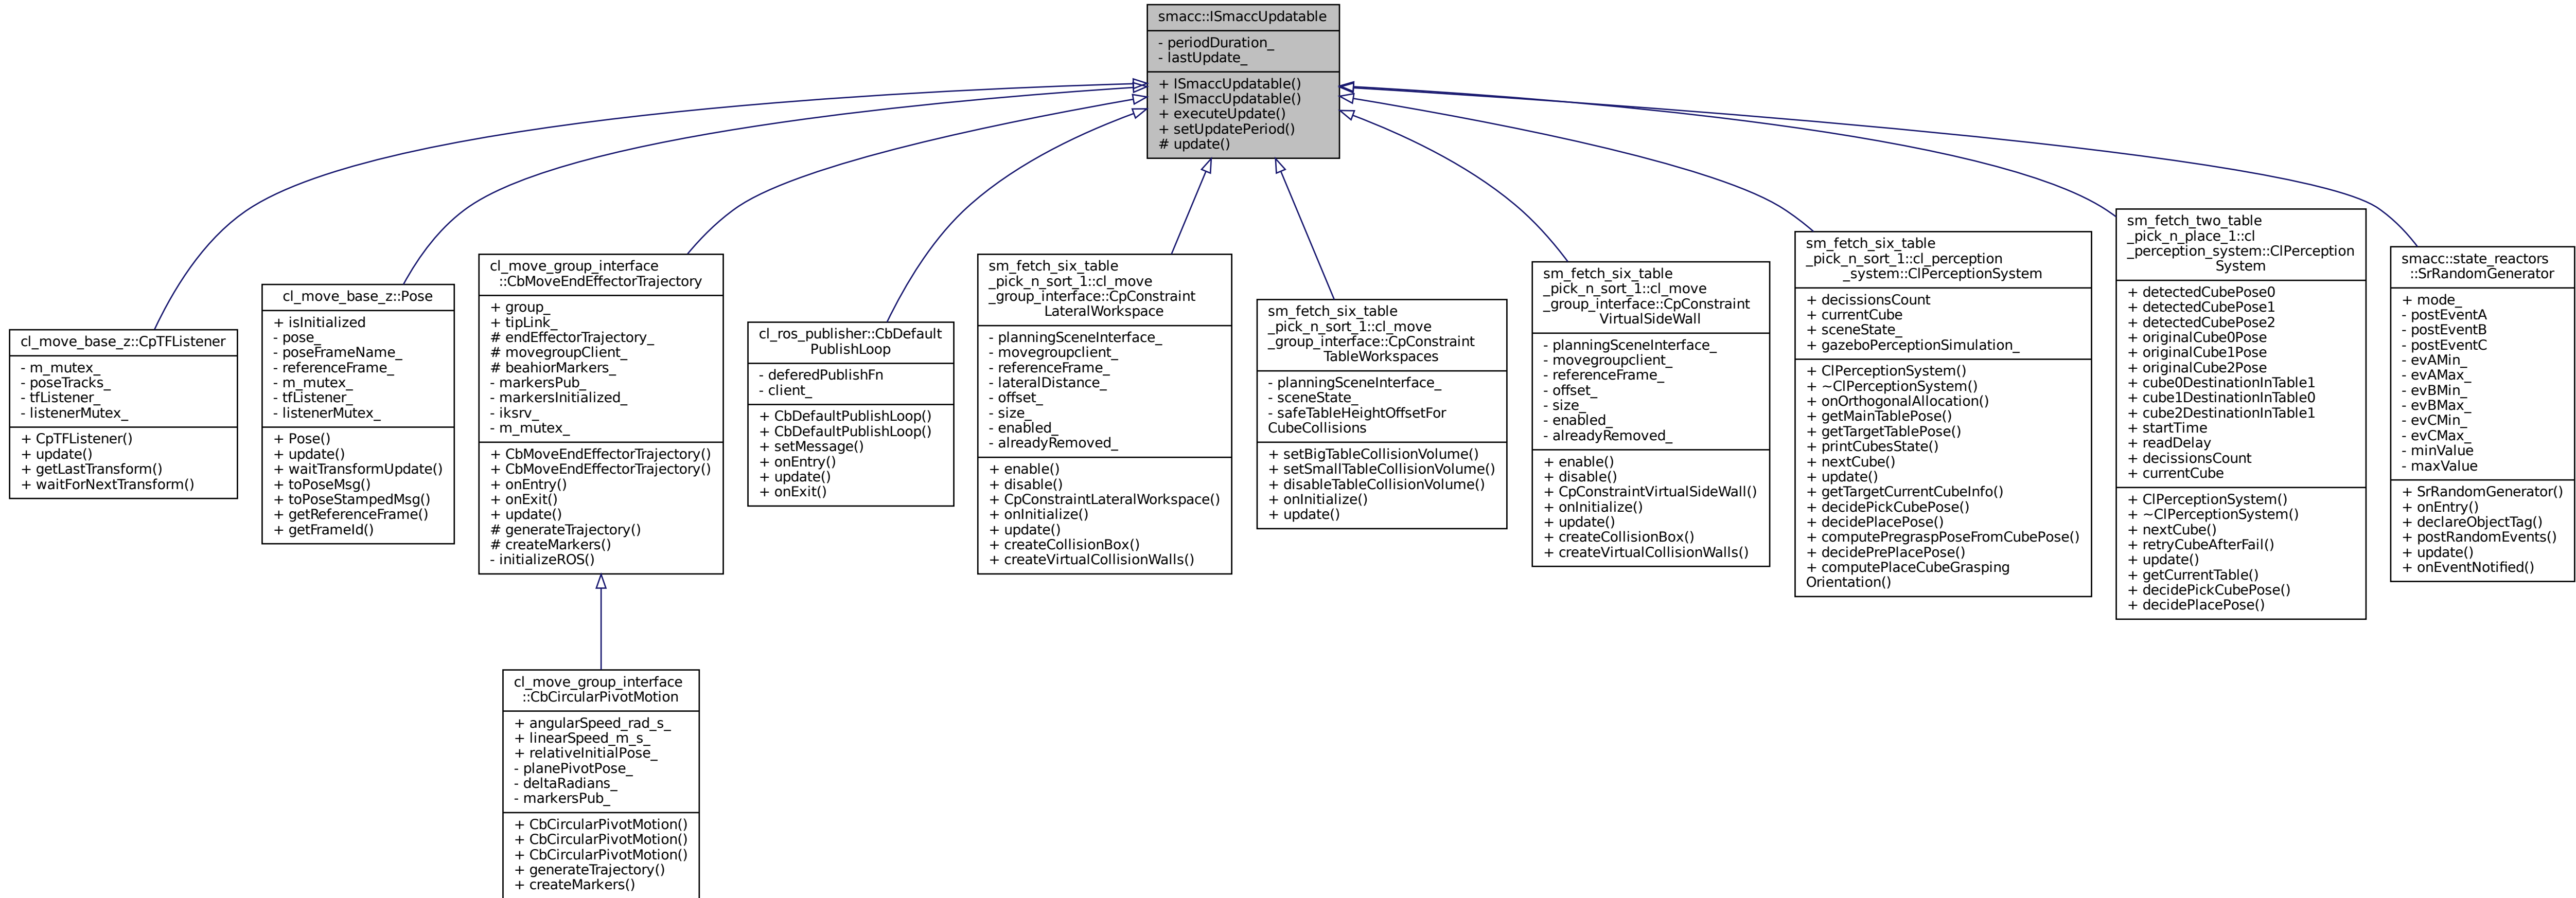 smacc::ISmaccUpdatable
- periodDuration_
- lastUpdate_
+ ISmaccUpdatable()
+ ISmaccUpdatable()
+ executeUpdate()
+ setUpdatePeriod()
# update()
cl_move_base_z::CpTFListener
- m_mutex_
- poseTracks_
- tfListener_
- listenerMutex_
+ CpTFListener()
+ update()
+ getLastTransform()
+ waitForNextTransform()
cl_move_base_z::Pose
+ isInitialized
- pose_
- poseFrameName_
- referenceFrame_
- m_mutex_
- tfListener_
- listenerMutex_
+ Pose()
+ update()
+ waitTransformUpdate()
+ toPoseMsg()
+ toPoseStampedMsg()
+ getReferenceFrame()
+ getFrameId()
cl_move_group_interface
::CbMoveEndEffectorTrajectory
+ group_
+ tipLink_
# endEffectorTrajectory_
# movegroupClient_
# beahiorMarkers_
- markersPub_
- markersInitialized_
- iksrv_
- m_mutex_
+ CbMoveEndEffectorTrajectory()
+ CbMoveEndEffectorTrajectory()
+ onEntry()
+ onExit()
+ update()
# generateTrajectory()
# createMarkers()
- initializeROS()
cl_ros_publisher::CbDefault
PublishLoop
- deferedPublishFn
- client_
+ CbDefaultPublishLoop()
+ CbDefaultPublishLoop()
+ setMessage()
+ onEntry()
+ update()
+ onExit()
sm_fetch_six_table
_pick_n_sort_1::cl_move
_group_interface::CpConstraint
LateralWorkspace
- planningSceneInterface_
- movegroupclient_
- referenceFrame_
- lateralDistance_
- offset_
- size_
- enabled_
- alreadyRemoved_
+ enable()
+ disable()
+ CpConstraintLateralWorkspace()
+ onInitialize()
+ update()
+ createCollisionBox()
+ createVirtualCollisionWalls()
sm_fetch_six_table
_pick_n_sort_1::cl_move
_group_interface::CpConstraint
TableWorkspaces
- planningSceneInterface_
- sceneState_
- safeTableHeightOffsetFor
CubeCollisions
+ setBigTableCollisionVolume()
+ setSmallTableCollisionVolume()
+ disableTableCollisionVolume()
+ onInitialize()
+ update()
sm_fetch_six_table
_pick_n_sort_1::cl_move
_group_interface::CpConstraint
VirtualSideWall
- planningSceneInterface_
- movegroupclient_
- referenceFrame_
- offset_
- size_
- enabled_
- alreadyRemoved_
+ enable()
+ disable()
+ CpConstraintVirtualSideWall()
+ onInitialize()
+ update()
+ createCollisionBox()
+ createVirtualCollisionWalls()
sm_fetch_six_table
_pick_n_sort_1::cl_perception
_system::ClPerceptionSystem
+ decissionsCount
+ currentCube
+ sceneState_
+ gazeboPerceptionSimulation_
+ ClPerceptionSystem()
+ ~ClPerceptionSystem()
+ onOrthogonalAllocation()
+ getMainTablePose()
+ getTargetTablePose()
+ printCubesState()
+ nextCube()
+ update()
+ getTargetCurrentCubeInfo()
+ decidePickCubePose()
+ decidePlacePose()
+ computePregraspPoseFromCubePose()
+ decidePrePlacePose()
+ computePlaceCubeGrasping
Orientation()
sm_fetch_two_table
_pick_n_place_1::cl
_perception_system::ClPerception
System
+ detectedCubePose0
+ detectedCubePose1
+ detectedCubePose2
+ originalCube0Pose
+ originalCube1Pose
+ originalCube2Pose
+ cube0DestinationInTable1
+ cube1DestinationInTable0
+ cube2DestinationInTable1
+ startTime
+ readDelay
+ decissionsCount
+ currentCube
+ ClPerceptionSystem()
+ ~ClPerceptionSystem()
+ nextCube()
+ retryCubeAfterFail()
+ update()
+ getCurrentTable()
+ decidePickCubePose()
+ decidePlacePose()
smacc::state_reactors
::SrRandomGenerator
+ mode_
- postEventA
- postEventB
- postEventC
- evAMin_
- evAMax_
- evBMin_
- evBMax_
- evCMin_
- evCMax_
- minValue
- maxValue
+ SrRandomGenerator()
+ onEntry()
+ declareObjectTag()
+ postRandomEvents()
+ update()
+ onEventNotified()
cl_move_group_interface
::CbCircularPivotMotion
+ angularSpeed_rad_s_
+ linearSpeed_m_s_
+ relativeInitialPose_
- planePivotPose_
- deltaRadians_
- markersPub_
+ CbCircularPivotMotion()
+ CbCircularPivotMotion()
+ CbCircularPivotMotion()
+ generateTrajectory()
+ createMarkers()